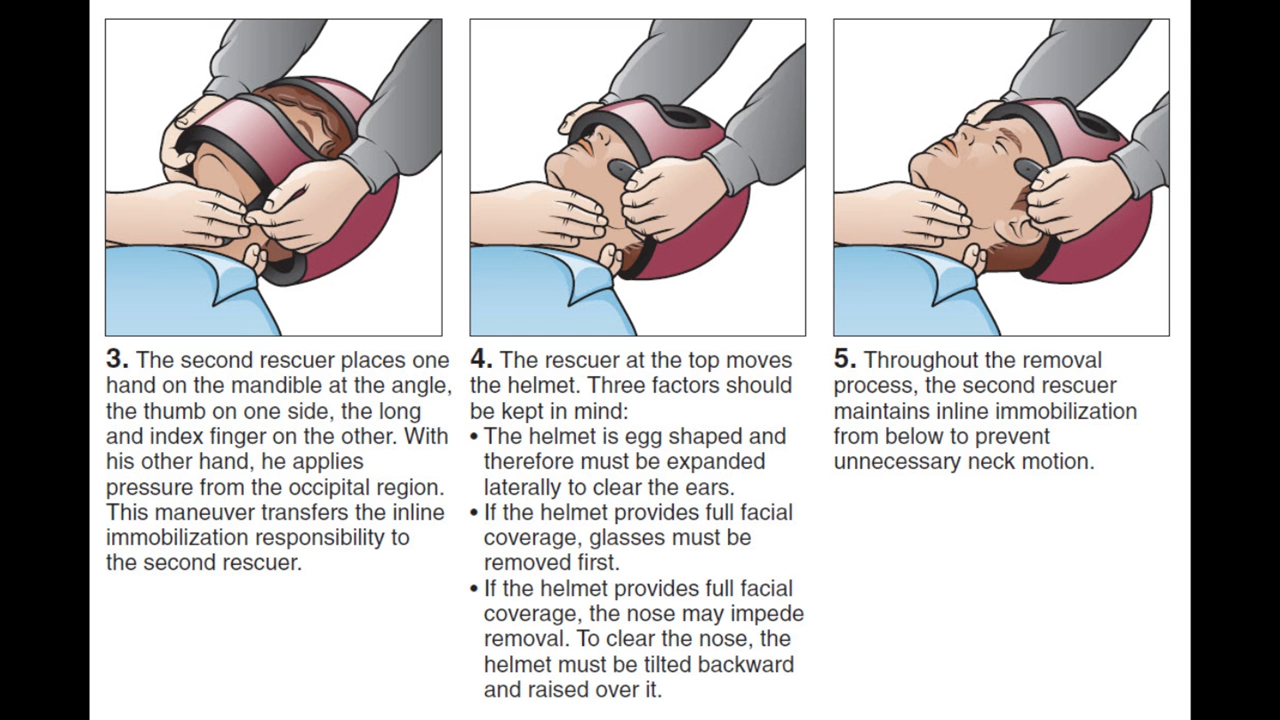 3. The second rescuer places one
hand on the mandible at the angle,
the thumb on one side, the long
and index finger on the other. With
his other hand, he applies
pressure from the occipital region.
This maneuver transfers the inline
immobilization responsibility to
the second rescuer.
4. The rescuer at the top moves
the helmet. Three factors should
be kept in mind:
• The helmet is egg shaped and
therefore must be expanded
laterally to clear the ears.
• If the helmet provides full facial
coverage, glasses must be
removed first.
• If the helmet provides full facial
coverage, the nose may impede
removal. To clear the nose, the
helmet must be tilted backward
and raised over it.
5. Throughout the removal
process, the second rescuer
maintains inline immobilization
from below to prevent
unnecessary neck motion.